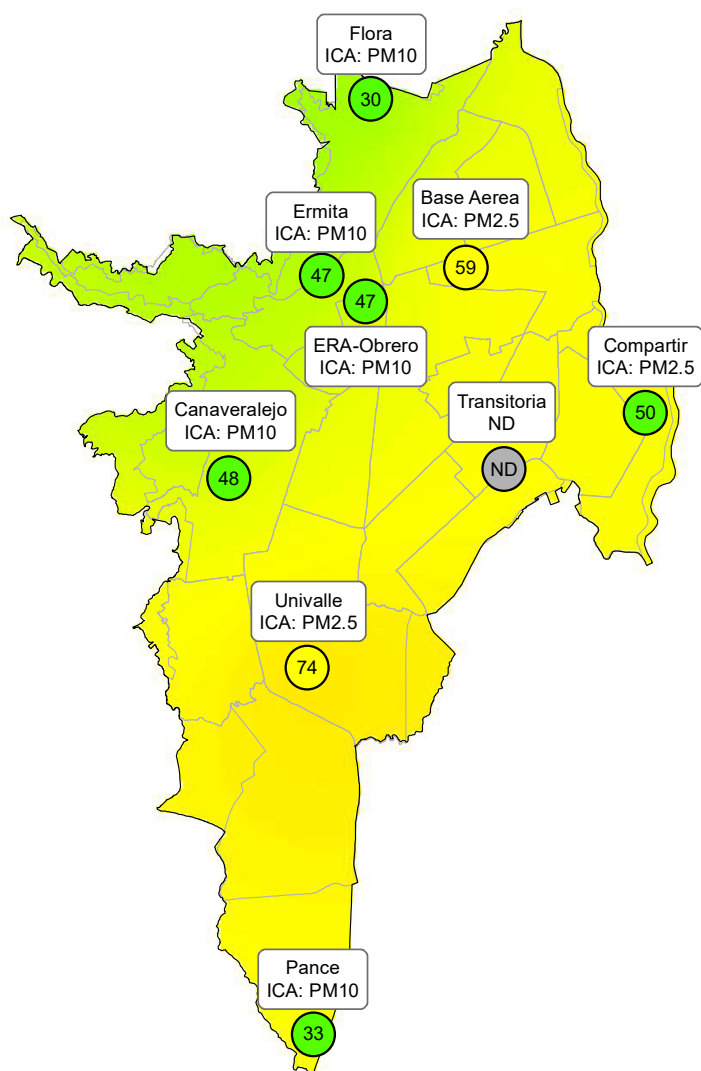 Flora
ICA: PM10
30
Ermita
ICA: PM10
47
Base Aerea
ICA: PM2.5
59
47
ERA-Obrero
ICA: PM10
Compartir
ICA: PM2.5
50
Transitoria
ND
ND
Canaveralejo
ICA: PM10
48
Univalle
ICA: PM2.5
74
Pance
ICA: PM10
33